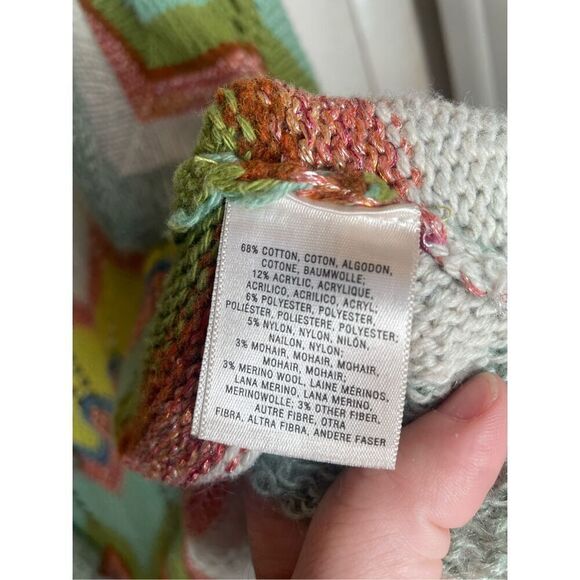 68% COTTON, COTON, ALGODON,
COTONE, BAUMWOLLE;
12% ACRYLIC, ACRYLIQUE,
ACRILICO, ACRILICO, ACRYL;
6% POLYESTER, POLYESTER,
POLIÉSTER, POLIESTERE, POLYESTER;
5% NYLON, NYLON, NILÓN,
NAILON, NYLON;
3% MOHAIR, MOHAIR, MOHAIR,
MOHAIR, MOHAIR;
3% MERINO WOOL, LAINE MÉRINOS,
LANA MERINO, LANA MERINO,
MERINOWOLLE; 3% OTHER FIBER,
AUTRE FIBRE, OTRA
FIBRA, ALTRA FIBRA, ANDERE FASER